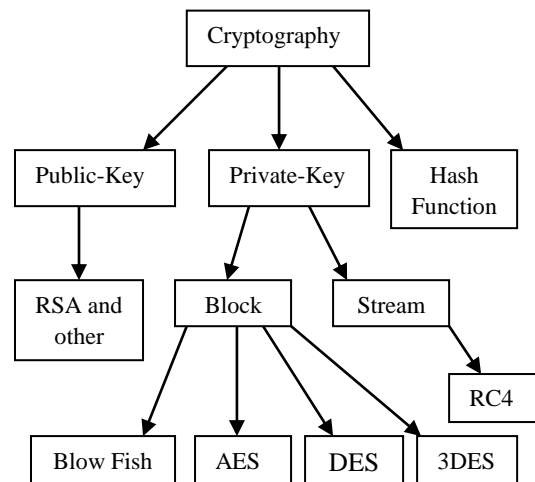 Cryptography
Public-Key
Private-Key
Hash
Function
RSA and
other
Block
Stream
RC4
Blow Fish
AES
DES
3DES